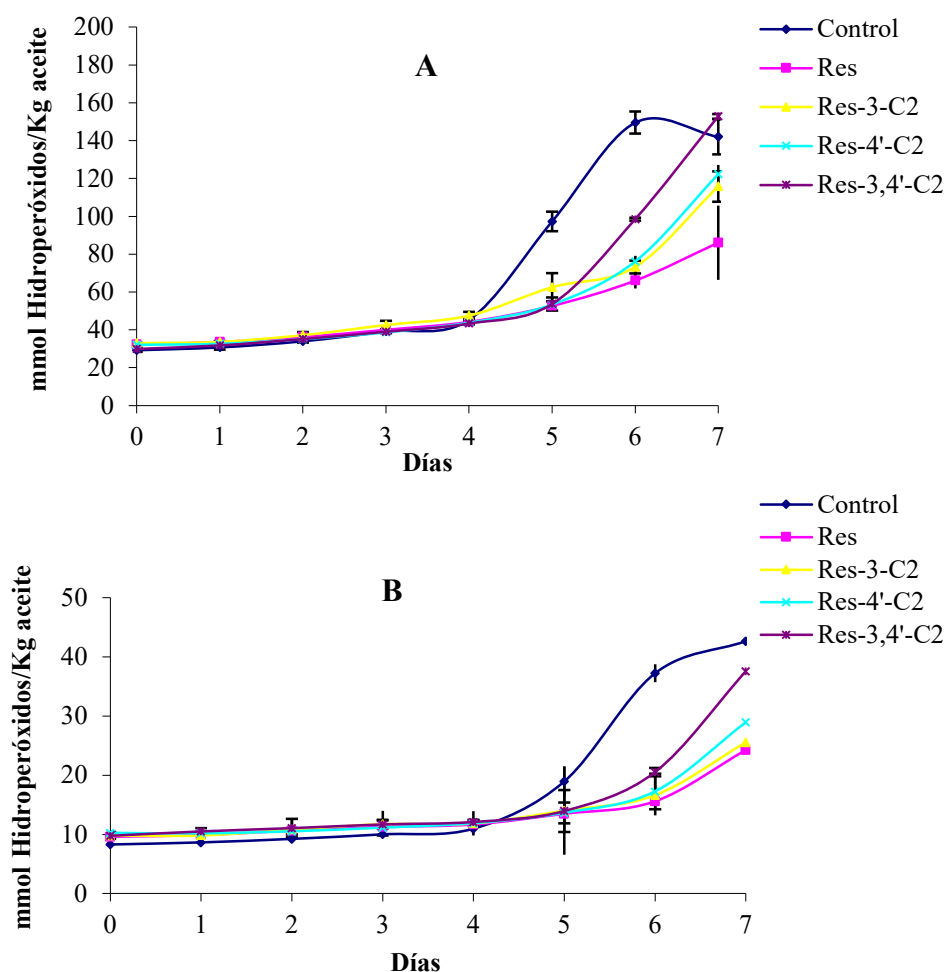 A
mmol Hidroperóxidos/Kg aceite
200
180
160
140
120
100
80
60
40
20
0
0 1 2 3 4 5 6 7
Días
Control
Res
Res-3-C2
Res-4'-C2
Res-3,4'-C2
B
mmol Hidroperóxidos/Kg aceite
50
40
30
20
10
0
0 1 2 3 4 5 6 7
Días
Control
Res
Res-3-C2
Res-4'-C2
Res-3,4'-C2